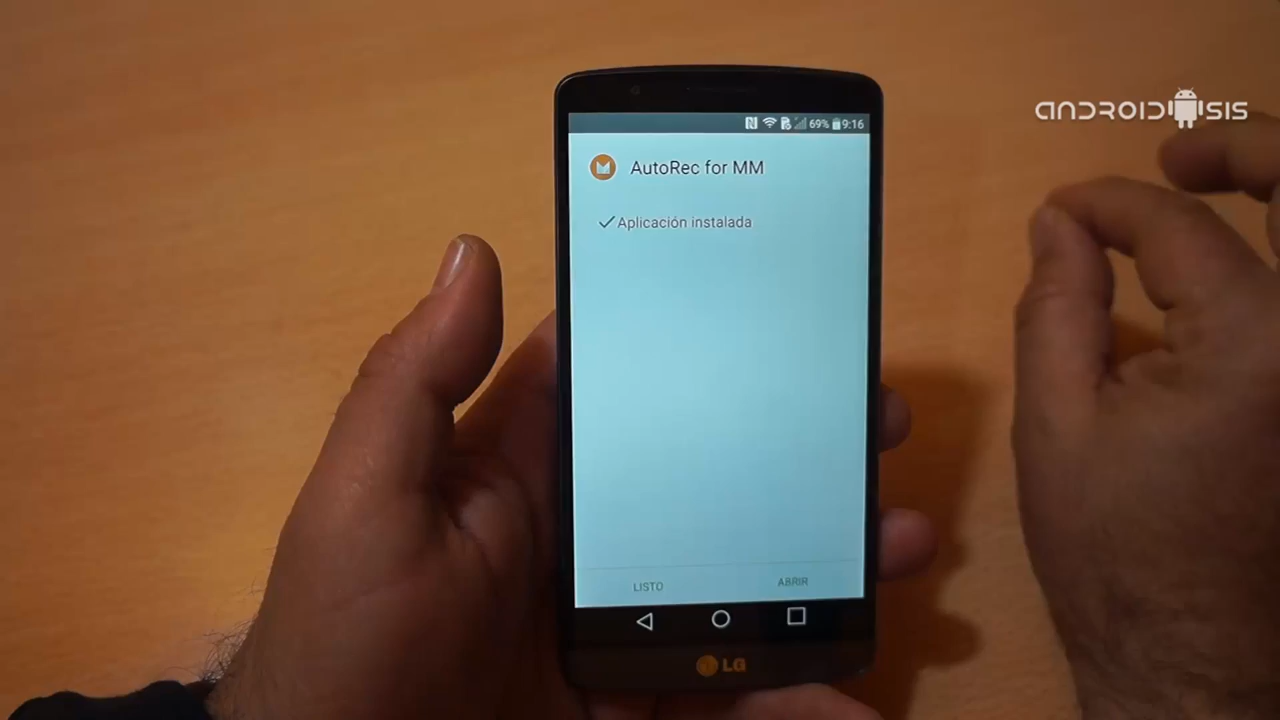 ANDROIDSIS
69% 9:16
AutoRec for MM
Aplicación instalada
LISTO
ABRIR
LG